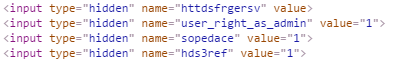 <input type="hidden" name="httdsfrgersv" value>
<input type="hidden" name="user_right_as_admin" value="1">
<input type="hidden" name="sopedace" value="1">
<input type="hidden" name="hds3ref" value="1">